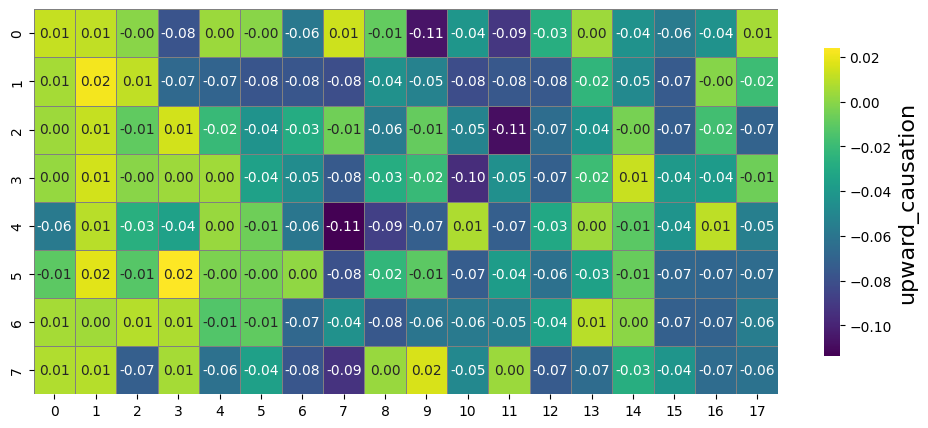 0 0.01 0.01 -0.00 -0.08 0.00 -0.00 -0.06 0.01 -0.01 -0.11 -0.04 -0.09 -0.03 0.00 -0.04 -0.06 -0.04 0.01
1 0.01 0.02 0.01 -0.07 -0.07 -0.08 -0.08 -0.08 -0.04 -0.05 -0.08 -0.08 -0.08 -0.02 -0.05 -0.07 -0.00 -0.02
2 0.00 0.01 -0.01 0.01 -0.02 -0.04 -0.03 -0.01 -0.06 -0.01 -0.05 -0.11 -0.07 -0.04 -0.00 -0.07 -0.02 -0.07
3 0.00 0.01 -0.00 -0.00 0.00 -0.04 -0.05 -0.08 -0.03 -0.02 -0.10 -0.05 -0.07 -0.02 0.01 -0.04 -0.04 -0.01
4 -0.06 0.01 -0.03 -0.04 0.00 -0.01 -0.06 -0.11 -0.09 -0.07 0.01 -0.07 -0.03 0.00 -0.01 -0.04 0.01 -0.05
5 -0.01 0.02 -0.01 0.02 -0.00 -0.00 0.00 -0.08 -0.02 -0.01 -0.07 -0.04 -0.06 -0.03 -0.01 -0.07 -0.07 -0.07
6 0.01 0.00 0.01 0.01 -0.01 -0.01 -0.07 -0.04 -0.08 -0.06 -0.06 -0.05 -0.04 0.01 0.00 -0.07 -0.07 -0.06
7 0.01 0.01 -0.07 0.01 -0.06 -0.04 -0.08 -0.09 0.00 0.02 -0.05 0.00 -0.07 -0.07 -0.03 -0.04 -0.07 -0.06
0 1 2 3 4 5 6 7 8 9 10 11 12 13 14 15 16 17
0.02
0.00
−0.02
−0.04
−0.06
−0.08
−0.10
upward_causation